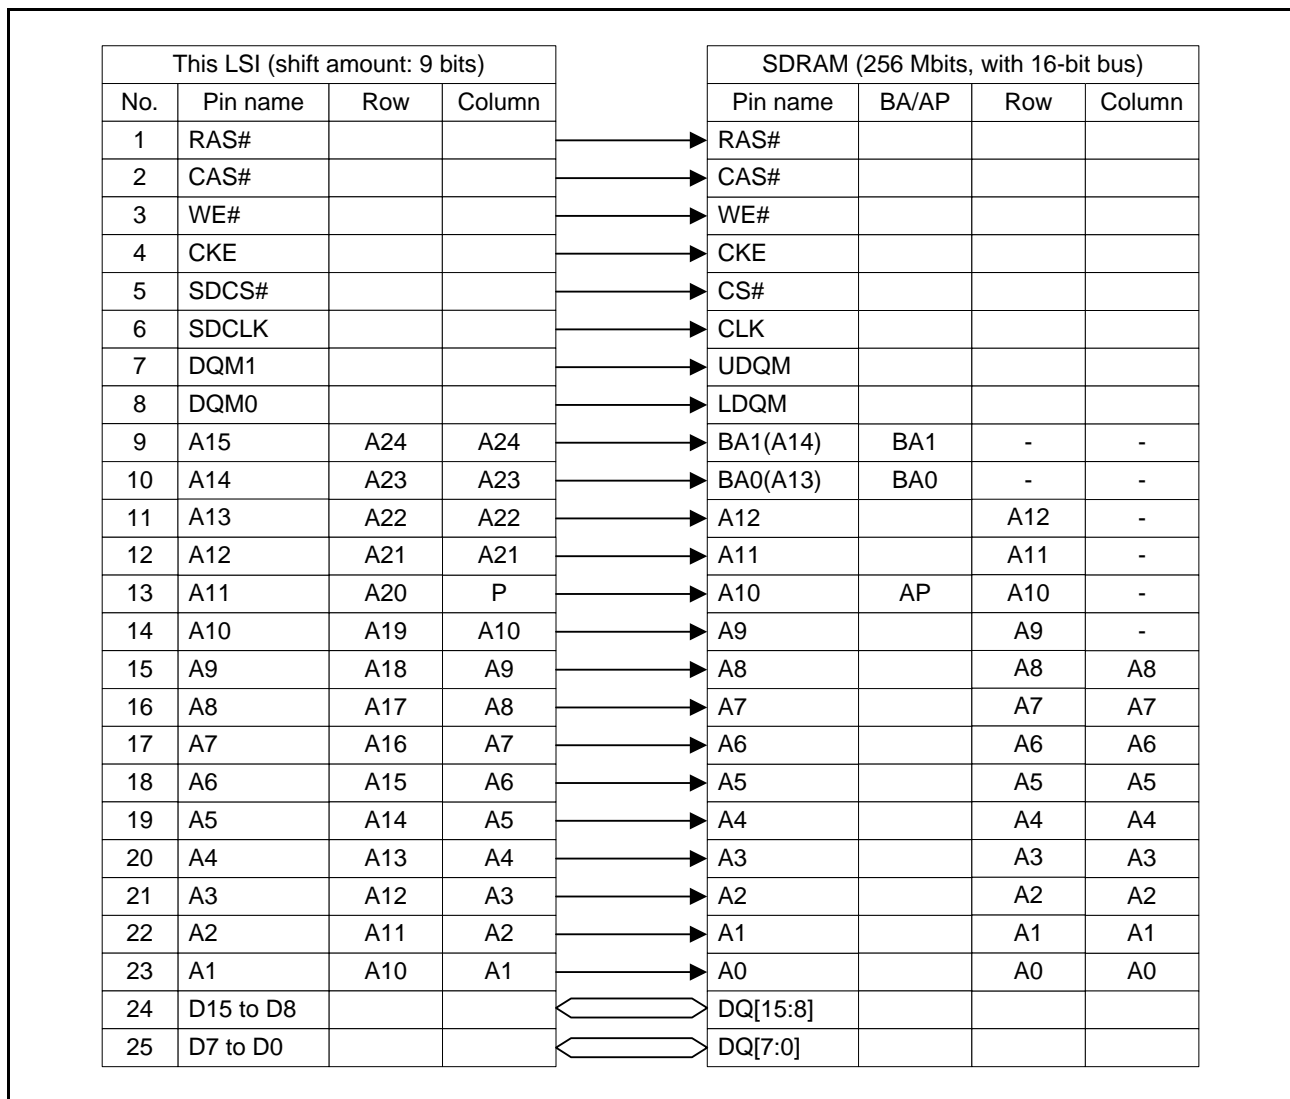 This LSI (shift amount: 9 bits) SDRAM (256 Mbits, with 16-bit bus)
No. Pin name Row Column Pin name BA/AP Row Column
1 RAS# RAS#
2 CAS# CAS#
3 WE# WE#
4 CKE CKE
5 SDCS# CS#
6 SDCLK CLK
7 DQM1 UDQM
8 DQM0 LDQM
9 A15 A24 A24 BA1(A14) BA1 - -
10 A14 A23 A23 BA0(A13) BA0 - -
11 A13 A22 A22 A12 A12 -
12 A12 A21 A21 A11 A11 -
13 A11 A20 P A10 AP A10 -
14 A10 A19 A10 A9 A9 -
15 A9 A18 A9 A8 A8 A8
16 A8 A17 A8 A7 A7 A7
17 A7 A16 A7 A6 A6 A6
18 A6 A15 A6 A5 A5 A5
19 A5 A14 A5 A4 A4 A4
20 A4 A13 A4 A3 A3 A3
21 A3 A12 A3 A2 A2 A2
22 A2 A11 A2 A1 A1 A1
23 A1 A10 A1 A0 A0 A0
24 D15 to D8 DQ[15:8]
25 D7 to D0 DQ[7:0]